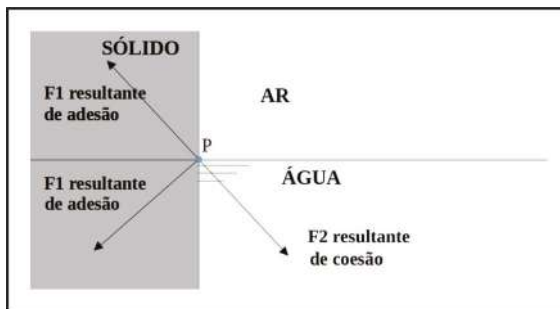 SÓLIDO
F1 resultante
de adesão
AR
P
F1 resultante
de adesão
ÁGUA
F2 resultante
de coesão